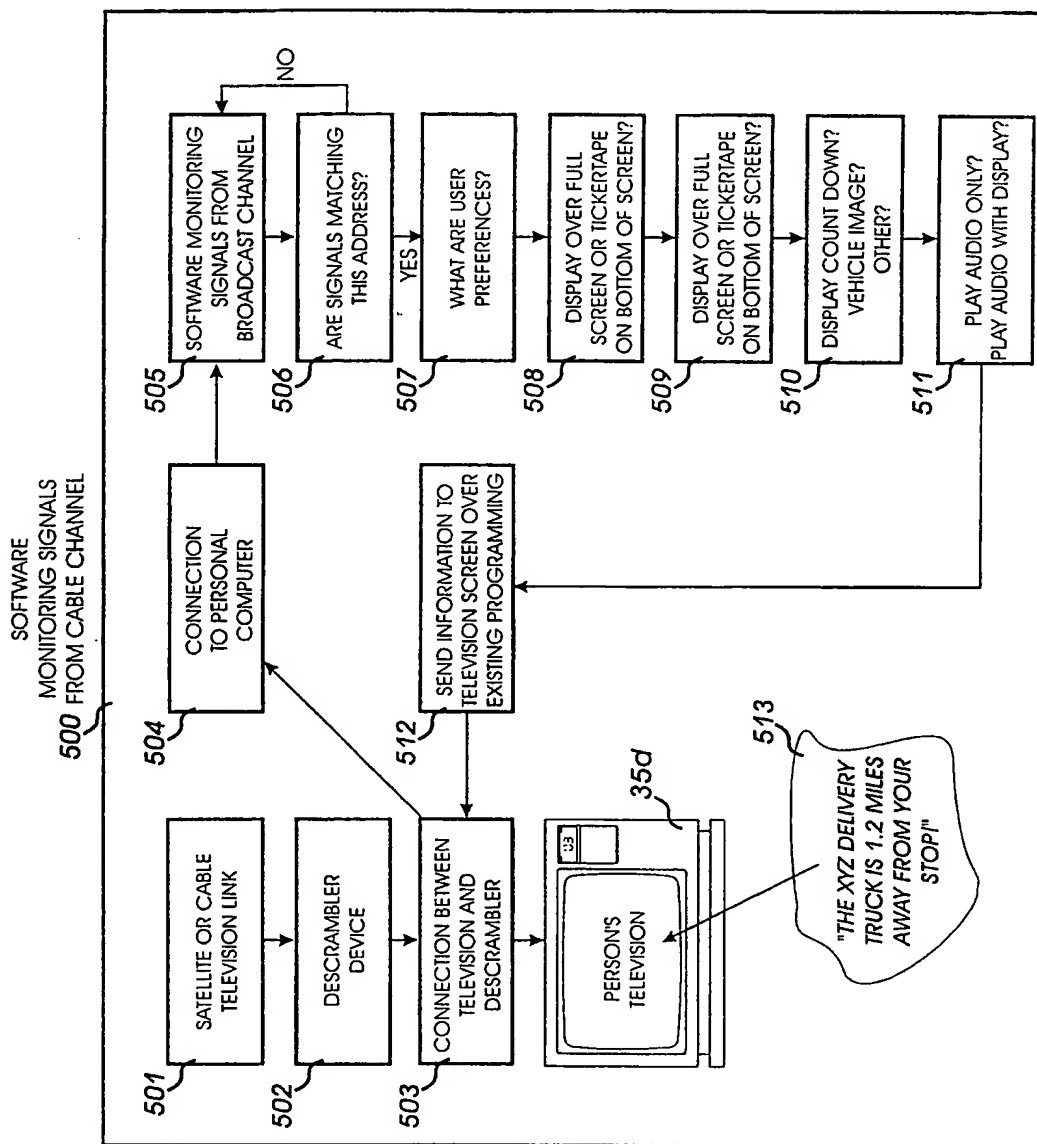 SOFTWARE
MONITORING SIGNALS
FROM CABLE CHANNEL
500
501
SATELLITE OR CABLE
TELEVISION LINK
502
DESCRAMBLER
DEVICE
503
CONNECTION BETWEEN
TELEVISION AND
DESCRAMBLER
35d
03
PERSON'S
TELEVISION
513
"THE XYZ DELIVERY
TRUCK IS 1.2 MILES
AWAY FROM YOUR
STOP!"
504
CONNECTION
TO PERSONAL
COMPUTER
512
SEND INFORMATION TO
TELEVISION SCREEN OVER
EXISTING PROGRAMMING
505
SOFTWARE MONITORING
SIGNALS FROM
BROADCAST CHANNEL
NO
506
ARE SIGNALS MATCHING
THIS ADDRESS?
YES
507
WHAT ARE USER
PREFERENCES?
508
DISPLAY OVER FULL
SCREEN OR TICKERTAPE
ON BOTTOM OF SCREEN?
509
DISPLAY OVER FULL
SCREEN OR TICKERTAPE
ON BOTTOM OF SCREEN?
510
DISPLAY COUNT DOWN?
VEHICLE IMAGE?
OTHER?
511
PLAY AUDIO ONLY?
PLAY AUDIO WITH DISPLAY?